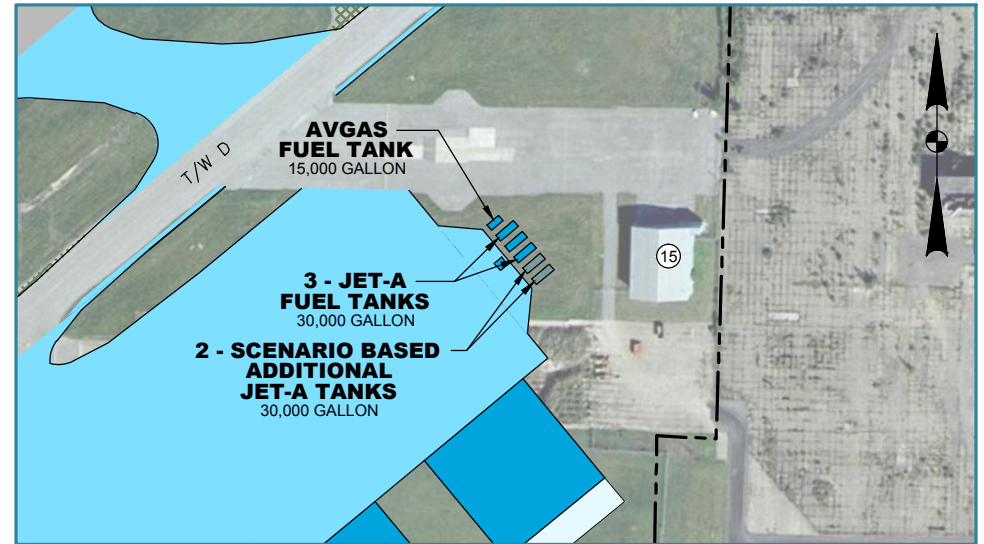 AVGAS
FUEL TANK
15,000 GALLON
T/W D
15
3 - JET-A
FUEL TANKS
30,000 GALLON
2 - SCENARIO BASED
ADDITIONAL
JET-A TANKS
30,000 GALLON